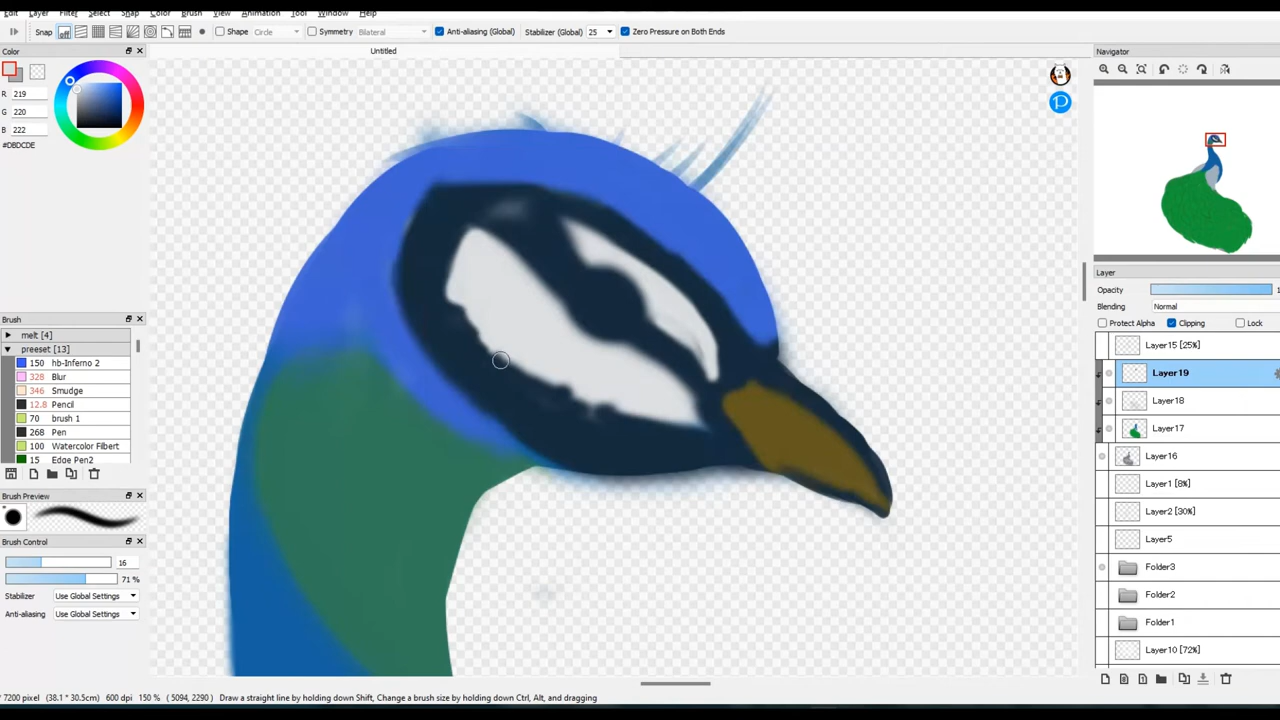 Edit Layer Filter Select Snap Color Brush View Animation Tool Window Help
Snap off Shape Circle Symmetry Bilateral Anti-aliasing (Global) Stabilizer (Global) 25 Zero Pressure on Both Ends
Color
Untitled
Navigator
R 219
G 220
B 222
#DBDCDE
Layer
Opacity 1
Blending Normal
Protect Alpha Clipping Lock
Layer15 [25%]
Layer19
Layer18
Layer17
Layer16
Layer1 [8%]
Layer2 [30%]
Layer5
Folder3
Folder2
Folder1
Layer10 [72%]
Brush
melt [4]
preeset [13]
150 hb-Inferno 2
328 Blur
346 Smudge
12.8 Pencil
70 brush 1
268 Pen
100 Watercolor Filbert
15 Edge Pen2
Brush Preview
Brush Control
16
71 %
Stabilizer Use Global Settings
Anti-aliasing Use Global Settings
7200 pixel (38.1 * 30.5cm) 600 dpi 150 % ( 5094, 2290 ) Draw a straight line by holding down Shift, Change a brush size by holding down Ctrl, Alt, and dragging